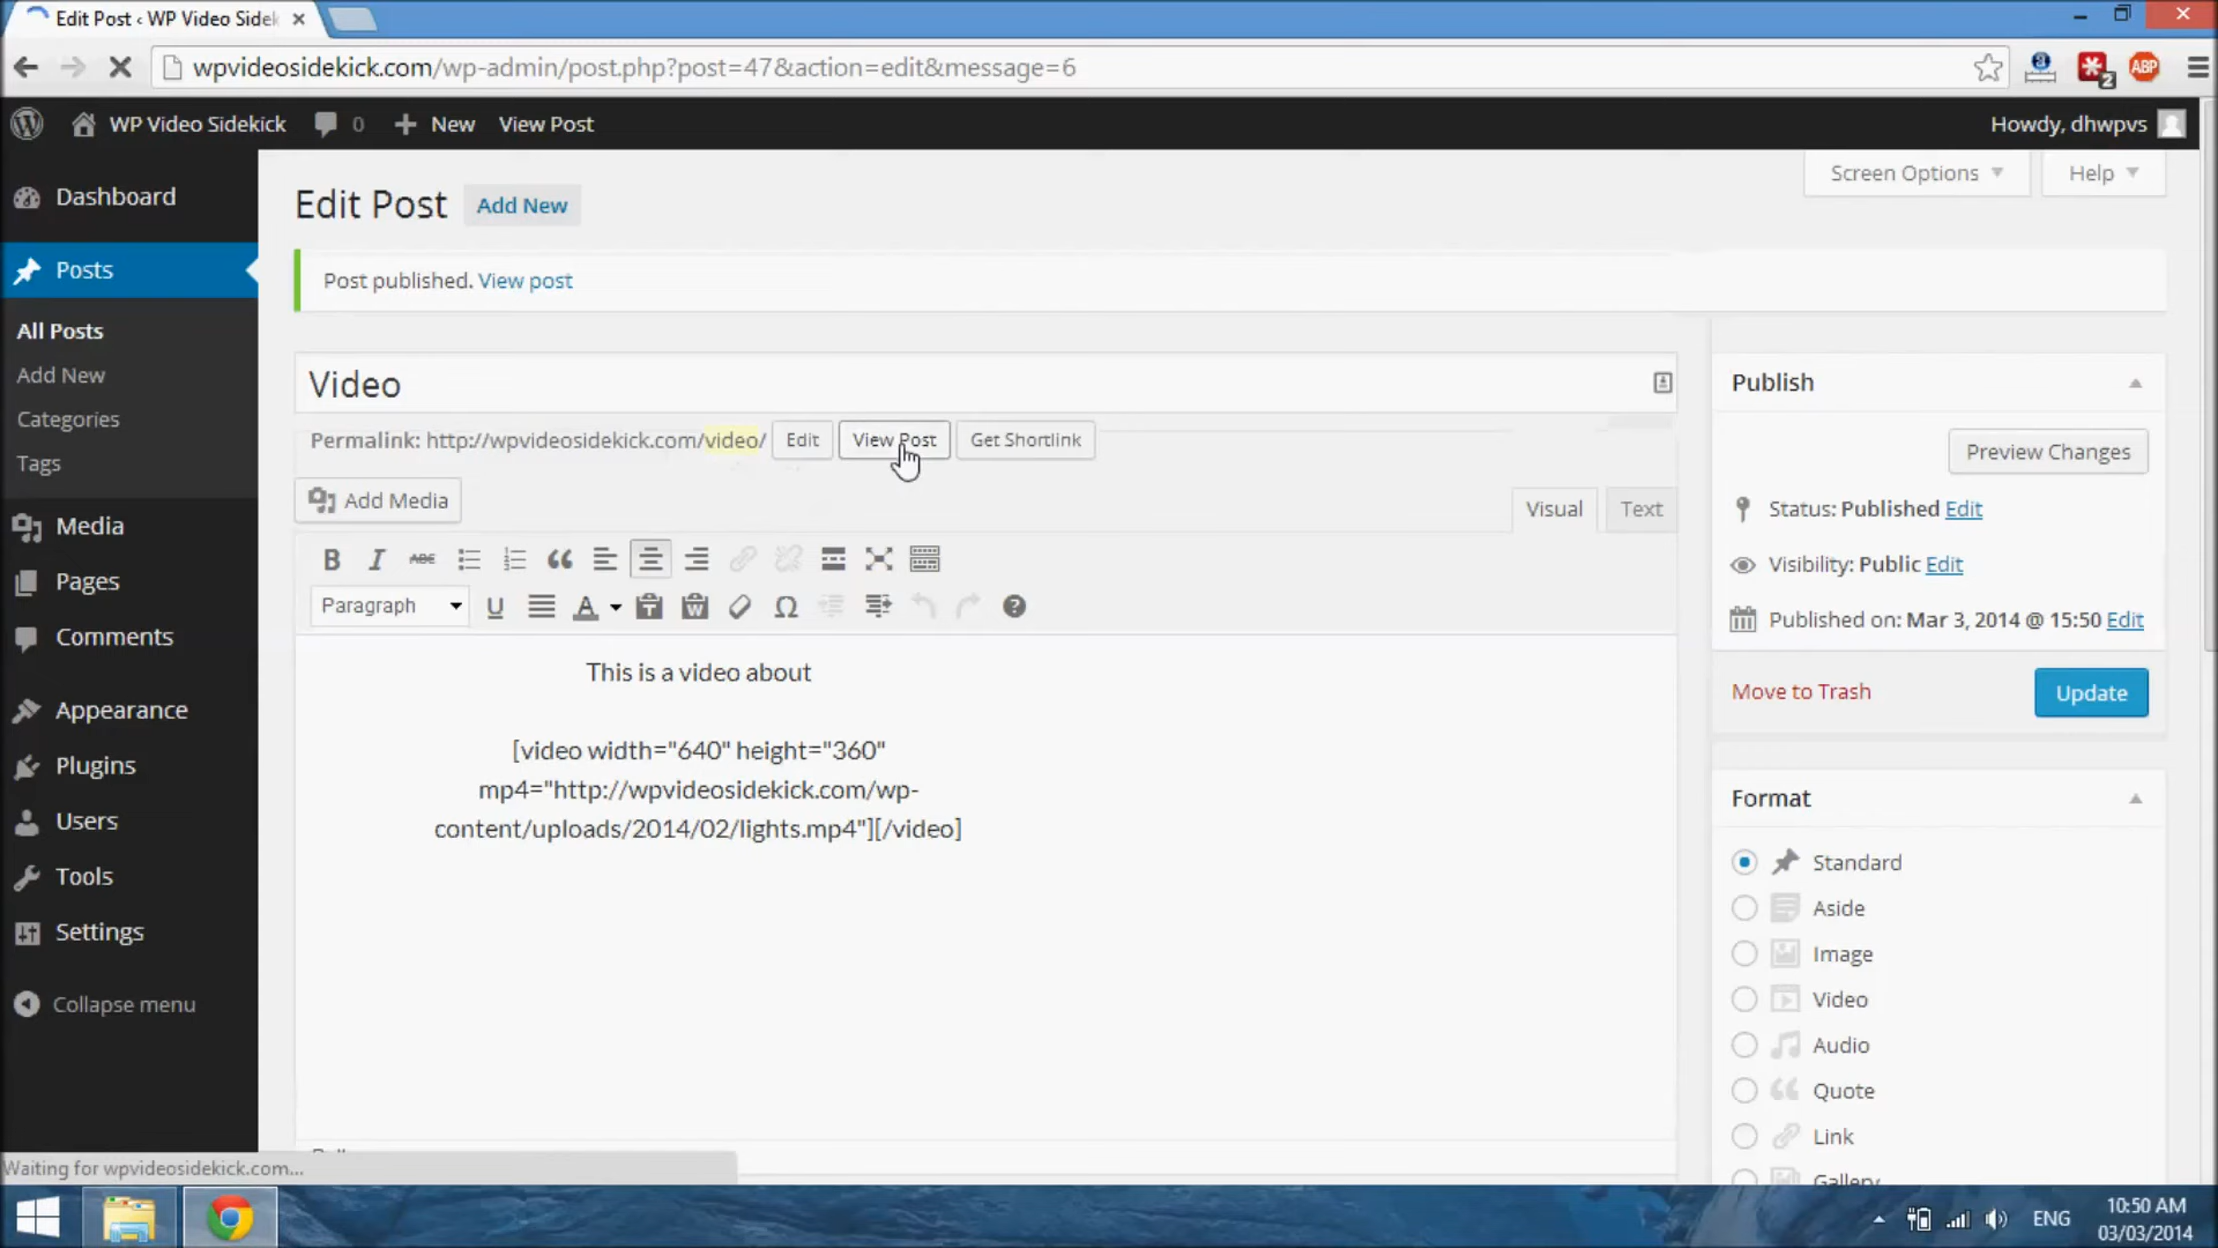 Edit Post ‹ WP Video Sidek
wpvideosidekick.com/wp-admin/post.php?post=47&action=edit&message=6
2
ABP
WP Video Sidekick
0
New
View Post
Howdy, dhwpvs
Screen Options
Help
Dashboard
Posts
All Posts
Add New
Categories
Tags
Media
Pages
Comments
Appearance
Plugins
Users
Tools
Settings
Collapse menu
Edit Post
Add New
Post published. View post
Video
Permalink: http://wpvideosidekick.com/video/
Edit
View Post
Get Shortlink
Add Media
Visual
Text
B
I
ABC
Paragraph
U
A
T
W
Ω
?
This is a video about
[video width="640" height="360"
mp4="http://wpvideosidekick.com/wp-
content/uploads/2014/02/lights.mp4"][/video]
Publish
Preview Changes
Status: Published Edit
Visibility: Public Edit
Published on: Mar 3, 2014 @ 15:50 Edit
Move to Trash
Update
Format
Standard
Aside
Image
Video
Audio
Quote
Link
Gallery
Waiting for wpvideosidekick.com...
ENG
10:50 AM
03/03/2014